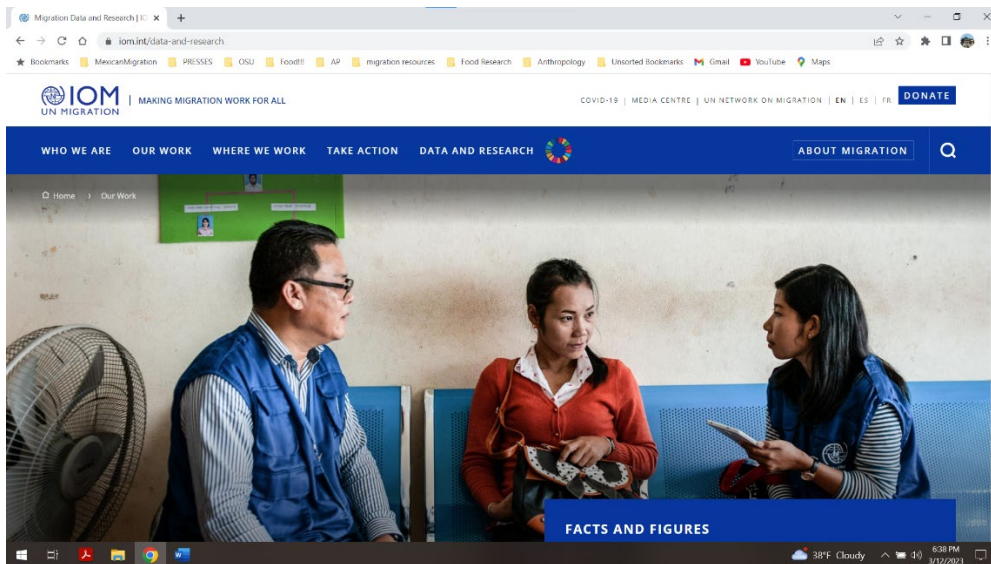 Migration Data and Research | IO
iom.int/data-and-research
Bookmarks MexicanMigration PRESSES OSU Food!!! AP migration resources Food Research Anthropology Unsorted Bookmarks Gmail YouTube Maps
IOM
UN MIGRATION
MAKING MIGRATION WORK FOR ALL
COVID-19 | MEDIA CENTRE | UN NETWORK ON MIGRATION | EN | ES | FR
DONATE
WHO WE ARE OUR WORK WHERE WE WORK TAKE ACTION DATA AND RESEARCH
ABOUT MIGRATION
Home › Our Work
FACTS AND FIGURES
38°F Cloudy
6:38 PM
3/12/2023